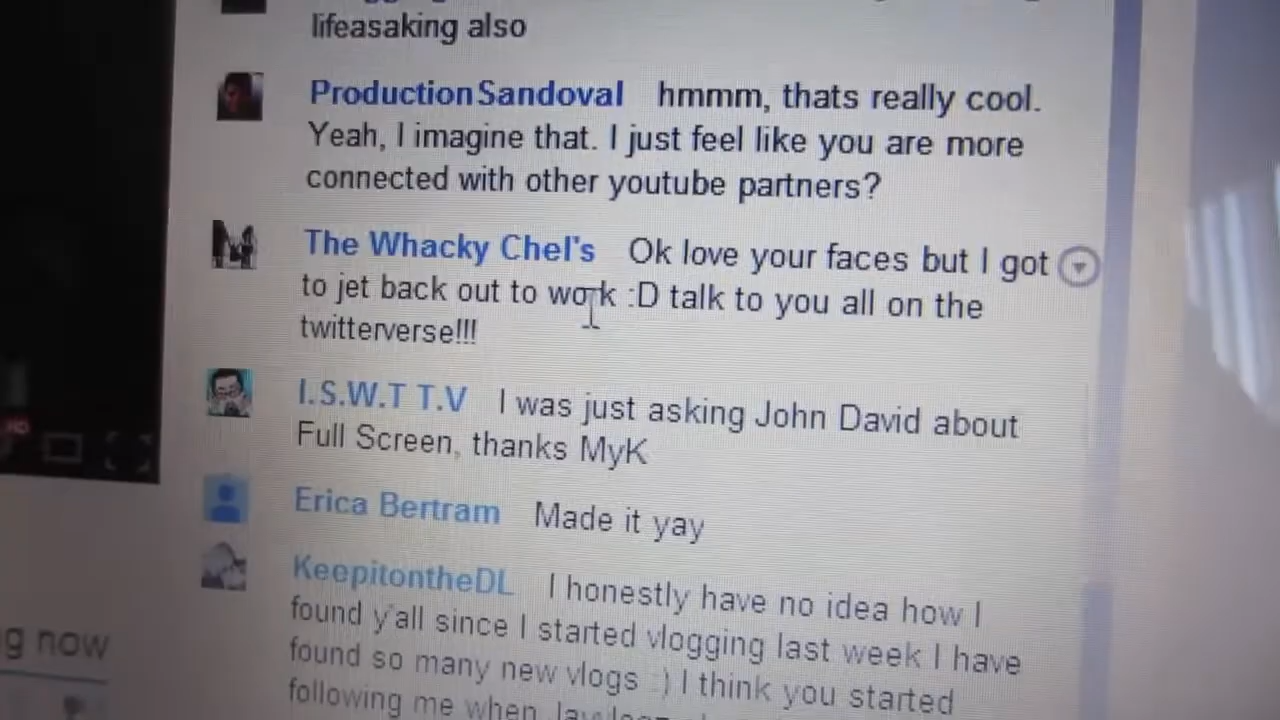 lifeasaking also
ProductionSandoval hmmm, thats really cool.
Yeah, I imagine that. I just feel like you are more
connected with other youtube partners?
The Whacky Chel's Ok love your faces but I got
to jet back out to work :D talk to you all on the
twitterverse!!!
I.S.W.T T.V I was just asking John David about
Full Screen, thanks MyK
Erica Bertram Made it yay
KeepitontheDL I honestly have no idea how I
found y'all since I started vlogging last week I have
found so many new vlogs :) I think you started
following me when
g now
HD